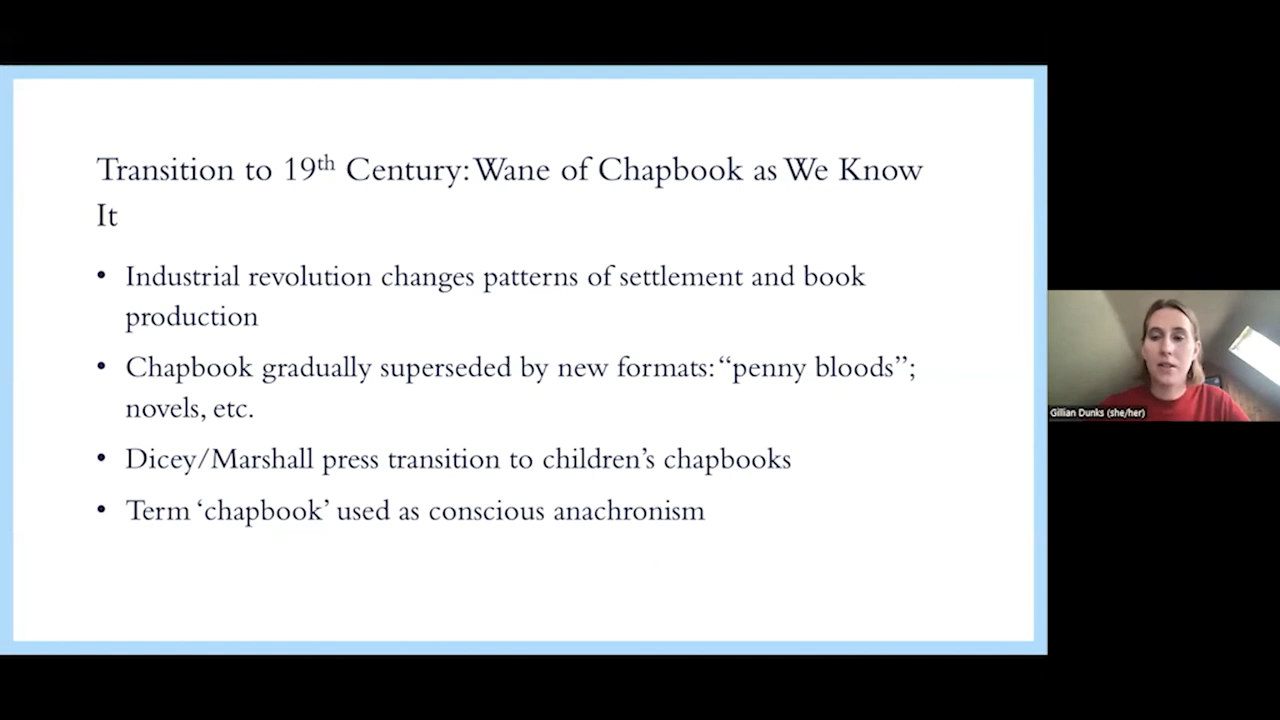 Transition to 19th Century: Wane of Chapbook as We Know
It
• Industrial revolution changes patterns of settlement and book
production
• Chapbook gradually superseded by new formats: “penny bloods”;
novels, etc.
• Dicey/Marshall press transition to children’s chapbooks
• Term ‘chapbook’ used as conscious anachronism
Gillian Dunks (she/her)